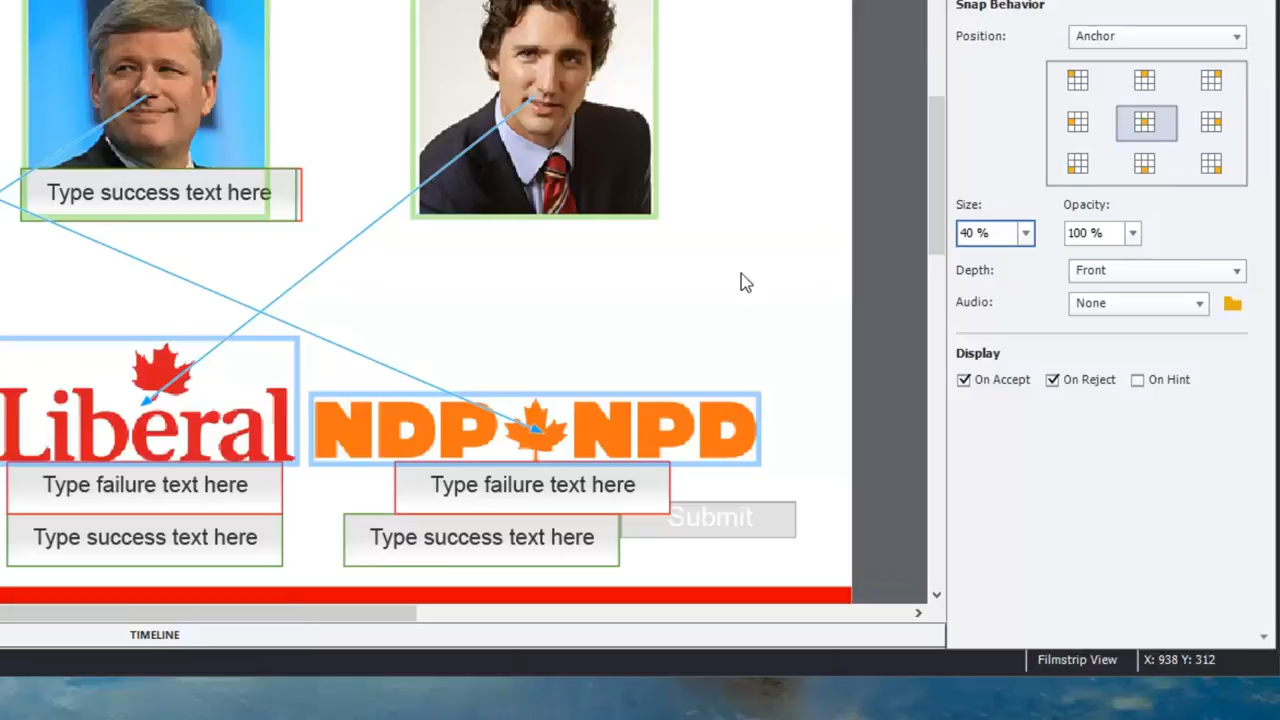 Snap Behavior
Position: Anchor
Type success text here
Size: Opacity:
40 % 100 %
Depth: Front
Audio: None
Display
On Accept On Reject On Hint
Liberal
NDP NPD
Type failure text here Type failure text here
Submit
Type success text here Type success text here
TIMELINE
Filmstrip View X: 938 Y: 312